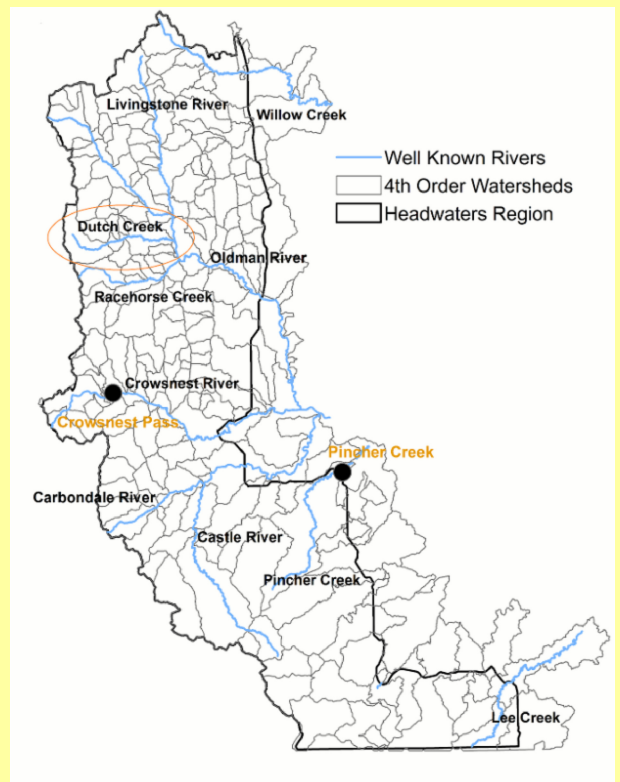 Livingstone River
Willow Creek
Well Known Rivers
4th Order Watersheds
Headwaters Region
Dutch Creek
Oldman River
Racehorse Creek
Crowsnest River
Crowsnest Pass
Pincher Creek
Carbondale River
Castle River
Pincher Creek
Lee Creek